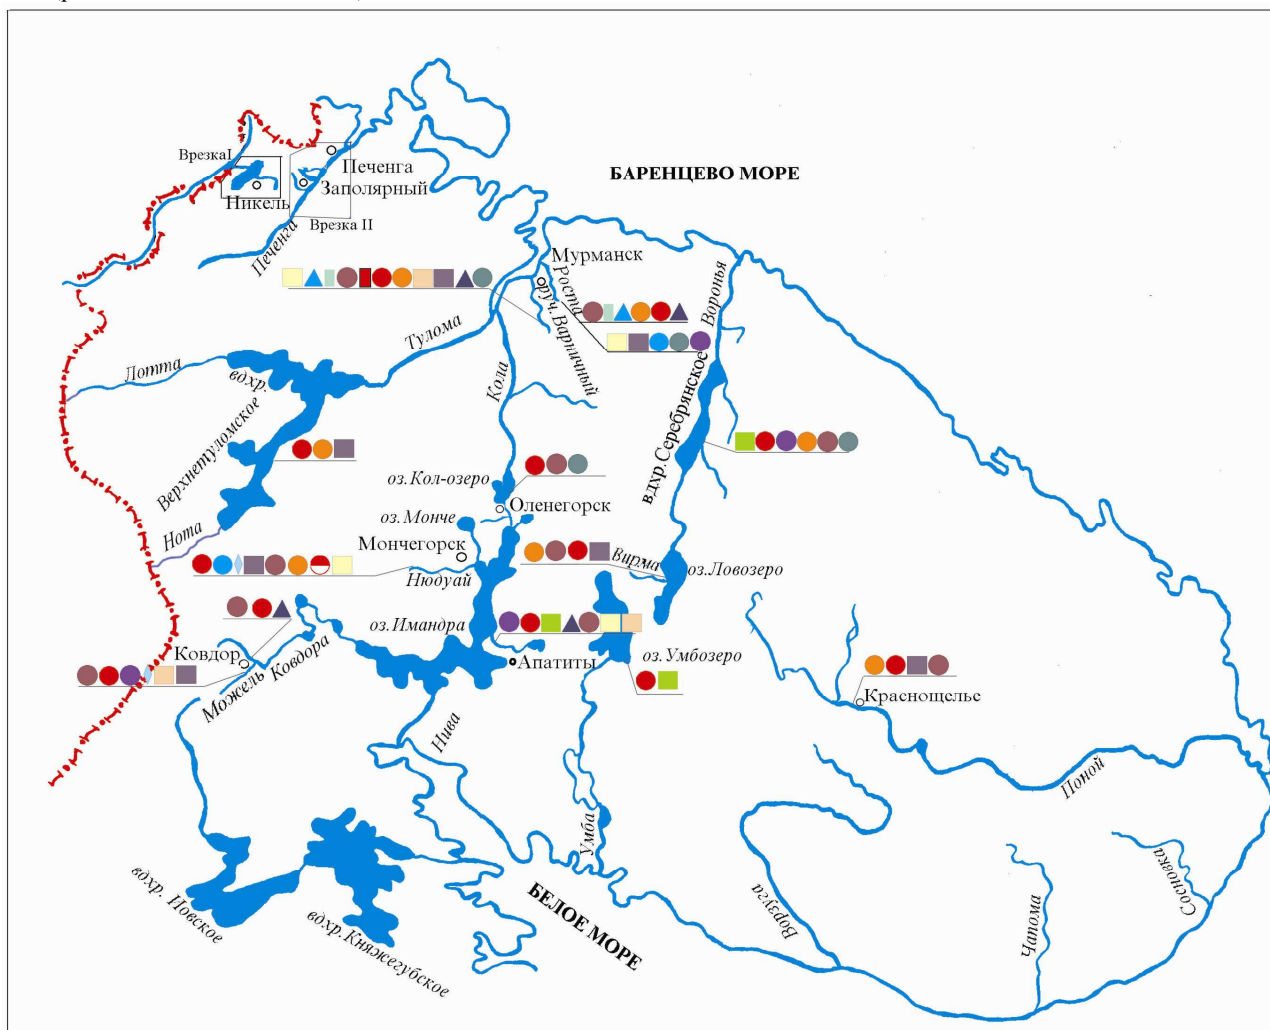 Врезка I
Печенга
Заполярный
Никель
Врезка II
Печенга
БАРЕНЦЕВО МОРЕ
Мурманск
Роста
руч. Варничный
Воронья
Тулома
Кола
Лотта
вдхр.
Верхнетуломское
вдхр. Серебрянское
оз. Кол-озеро
Оленегорск
оз. Монче
Нота
Мончегорск
Нюдуай
Вирма
оз. Ловозеро
оз. Имандра
Ковдор
Ковдора
Можель
Апатиты
оз. Умбозеро
Краснощелье
Нива
Поной
Умба
Варзуга
Чапома
Сосновка
вдхр. Иовское
вдхр. Княжегубское
БЕЛОЕ МОРЕ